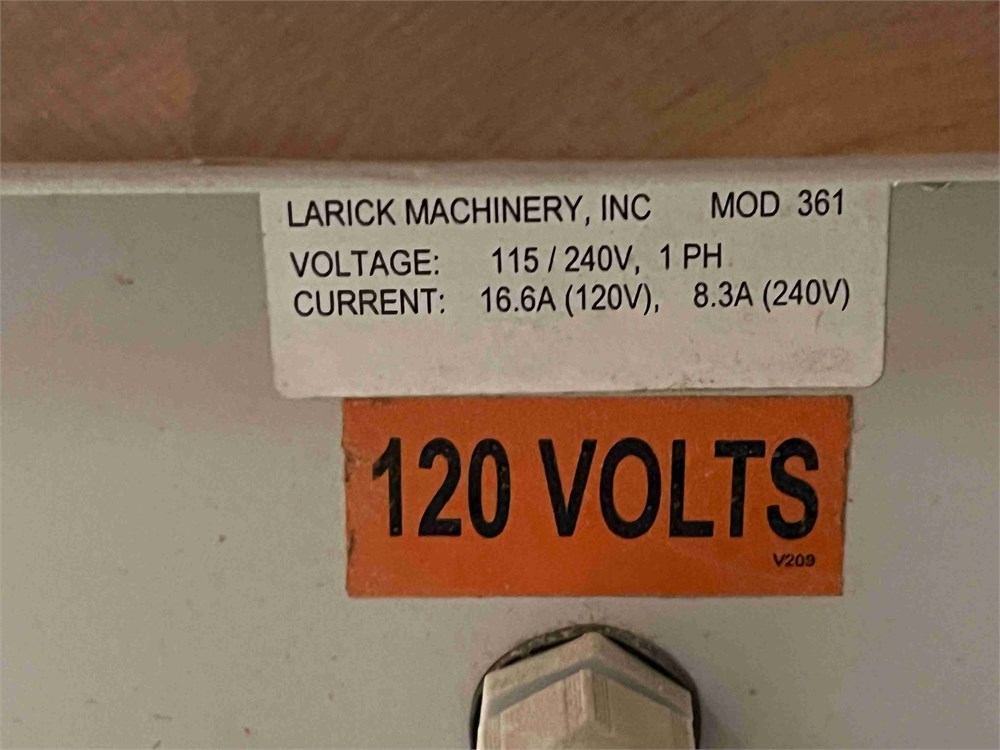 LARICK MACHINERY, INC MOD 361
VOLTAGE: 115 / 240V, 1 PH
CURRENT: 16.6A (120V), 8.3A (240V)
120 VOLTS
V209